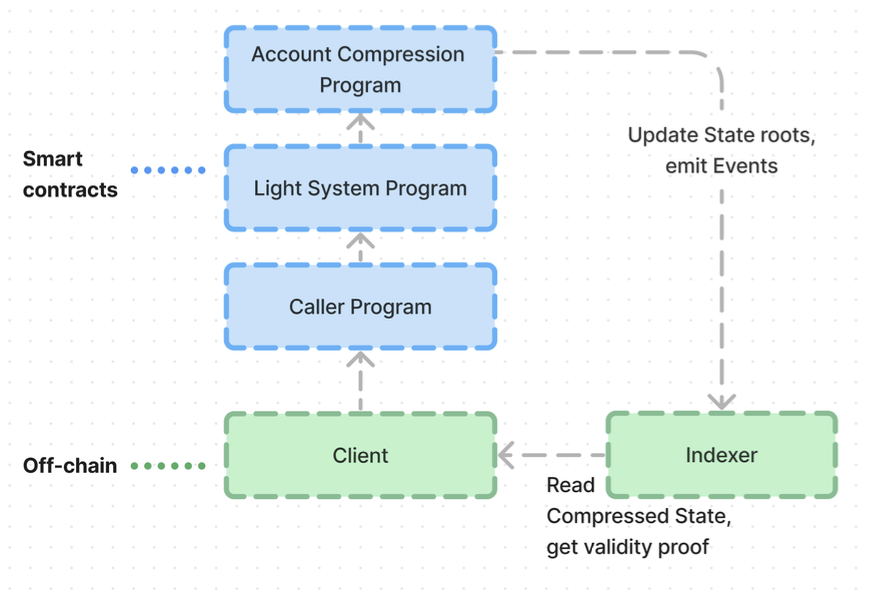 Account Compression
Program
Update State roots,
emit Events
Smart
contracts
Light System Program
Caller Program
Off-chain
Client
Indexer
Read
Compressed State,
get validity proof